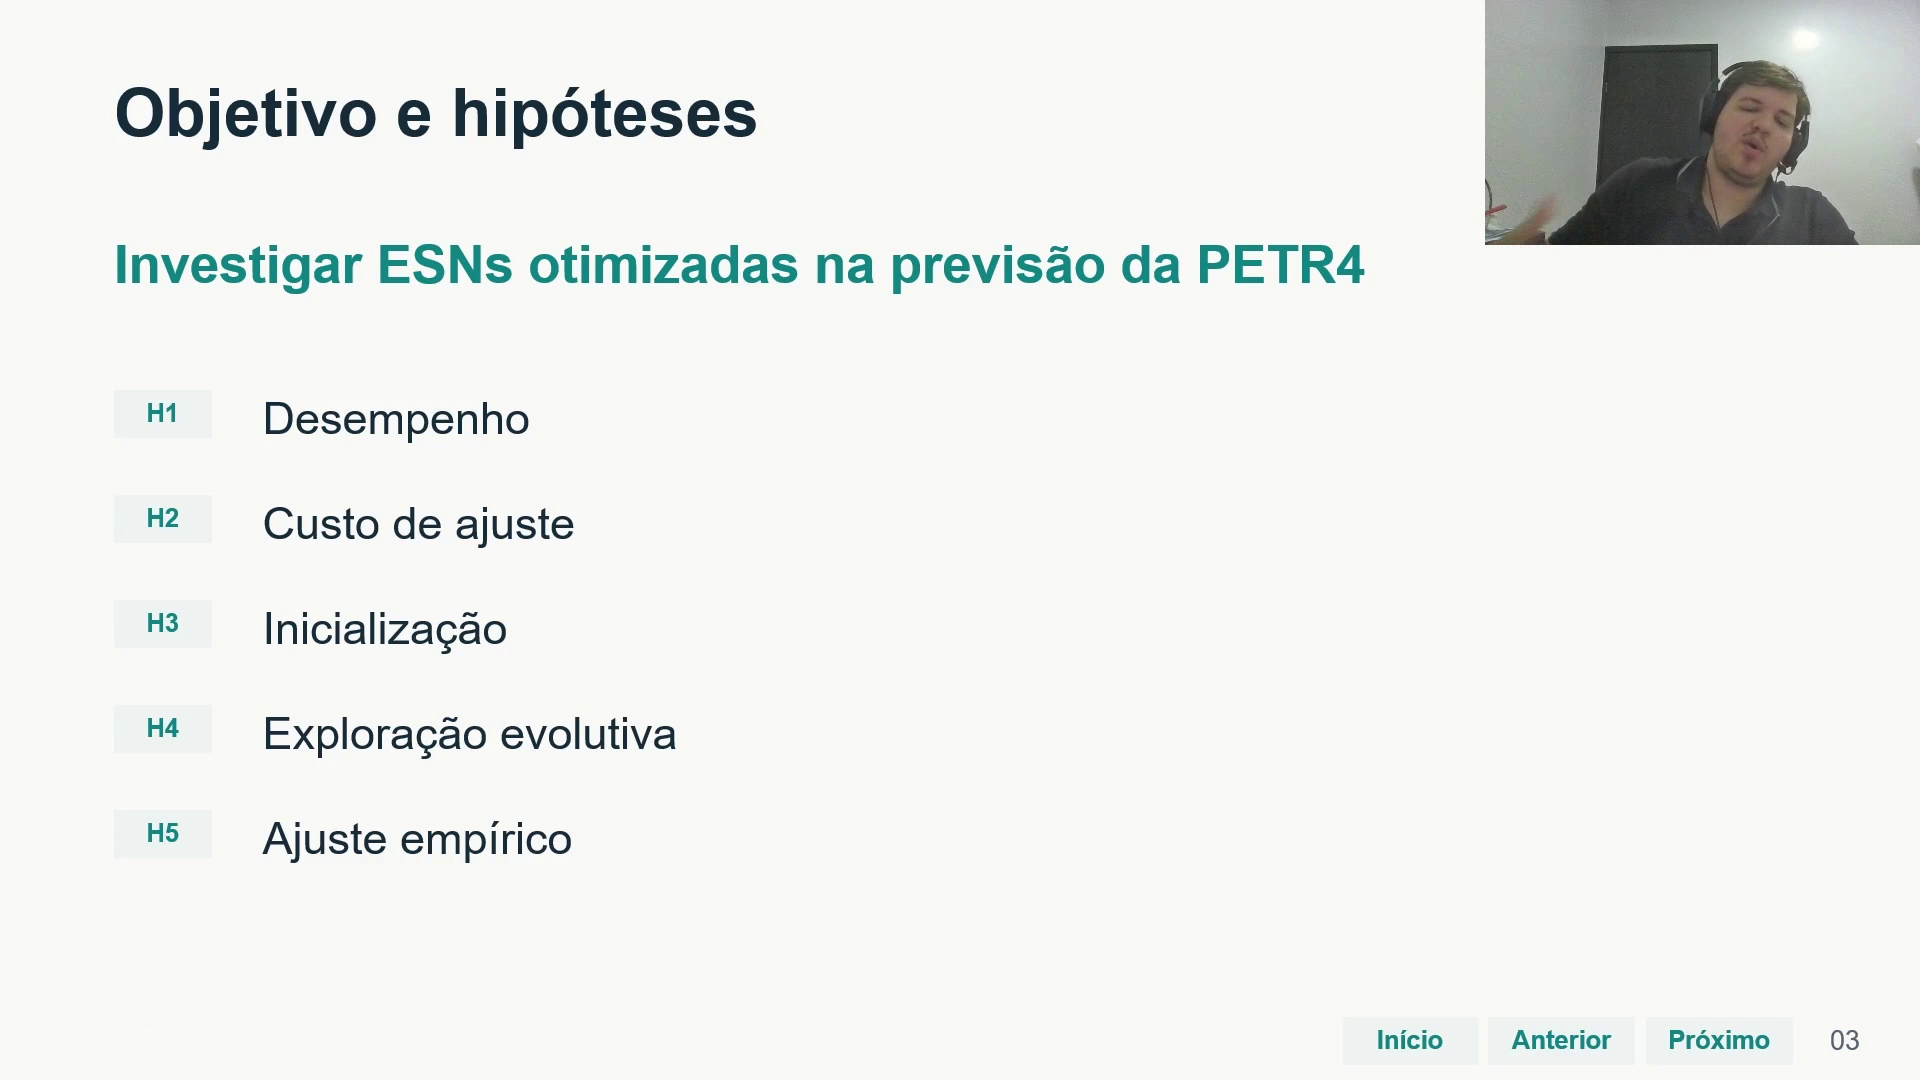 Objetivo e hipóteses
Investigar ESNs otimizadas na previsão da PETR4
H1 Desempenho
H2 Custo de ajuste
H3 Inicialização
H4 Exploração evolutiva
H5 Ajuste empírico
Início Anterior Próximo 03